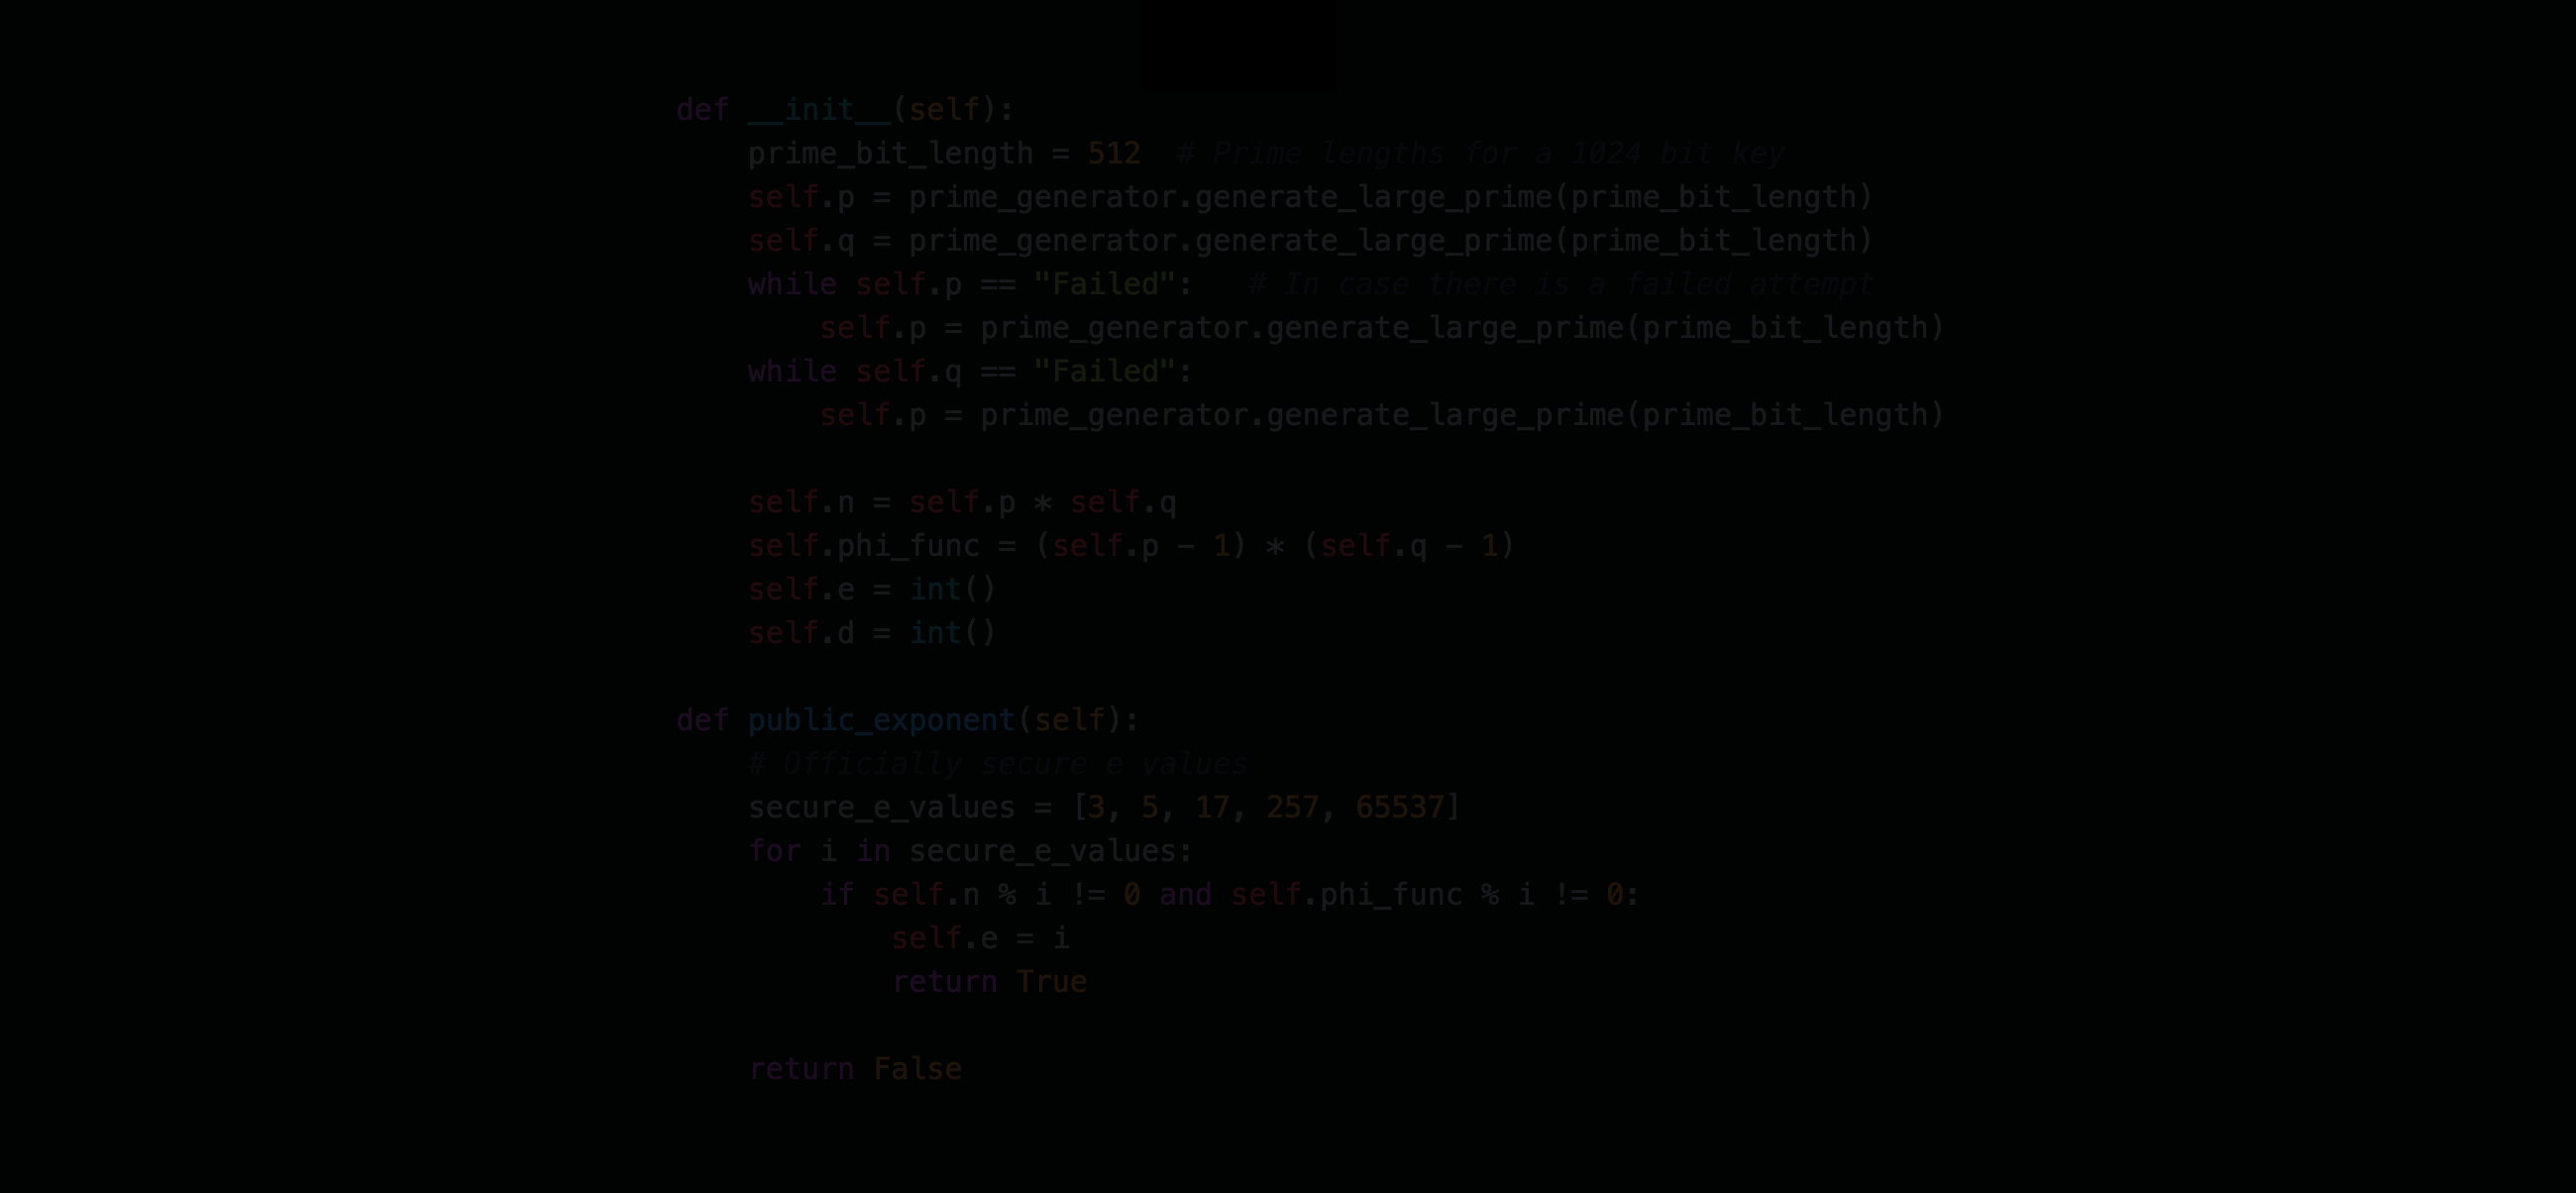 def __init__(self):
prime_bit_length = 512  # Prime lengths for a 1024 bit key
self.p = prime_generator.generate_large_prime(prime_bit_length)
self.q = prime_generator.generate_large_prime(prime_bit_length)
while self.p == "Failed":   # In case there is a failed attempt
self.p = prime_generator.generate_large_prime(prime_bit_length)
while self.q == "Failed":
self.p = prime_generator.generate_large_prime(prime_bit_length)
self.n = self.p * self.q
self.phi_func = (self.p - 1) * (self.q - 1)
self.e = int()
self.d = int()
def public_exponent(self):
# Officially secure e values
secure_e_values = [3, 5, 17, 257, 65537]
for i in secure_e_values:
if self.n % i != 0 and self.phi_func % i != 0:
self.e = i
return True
return False